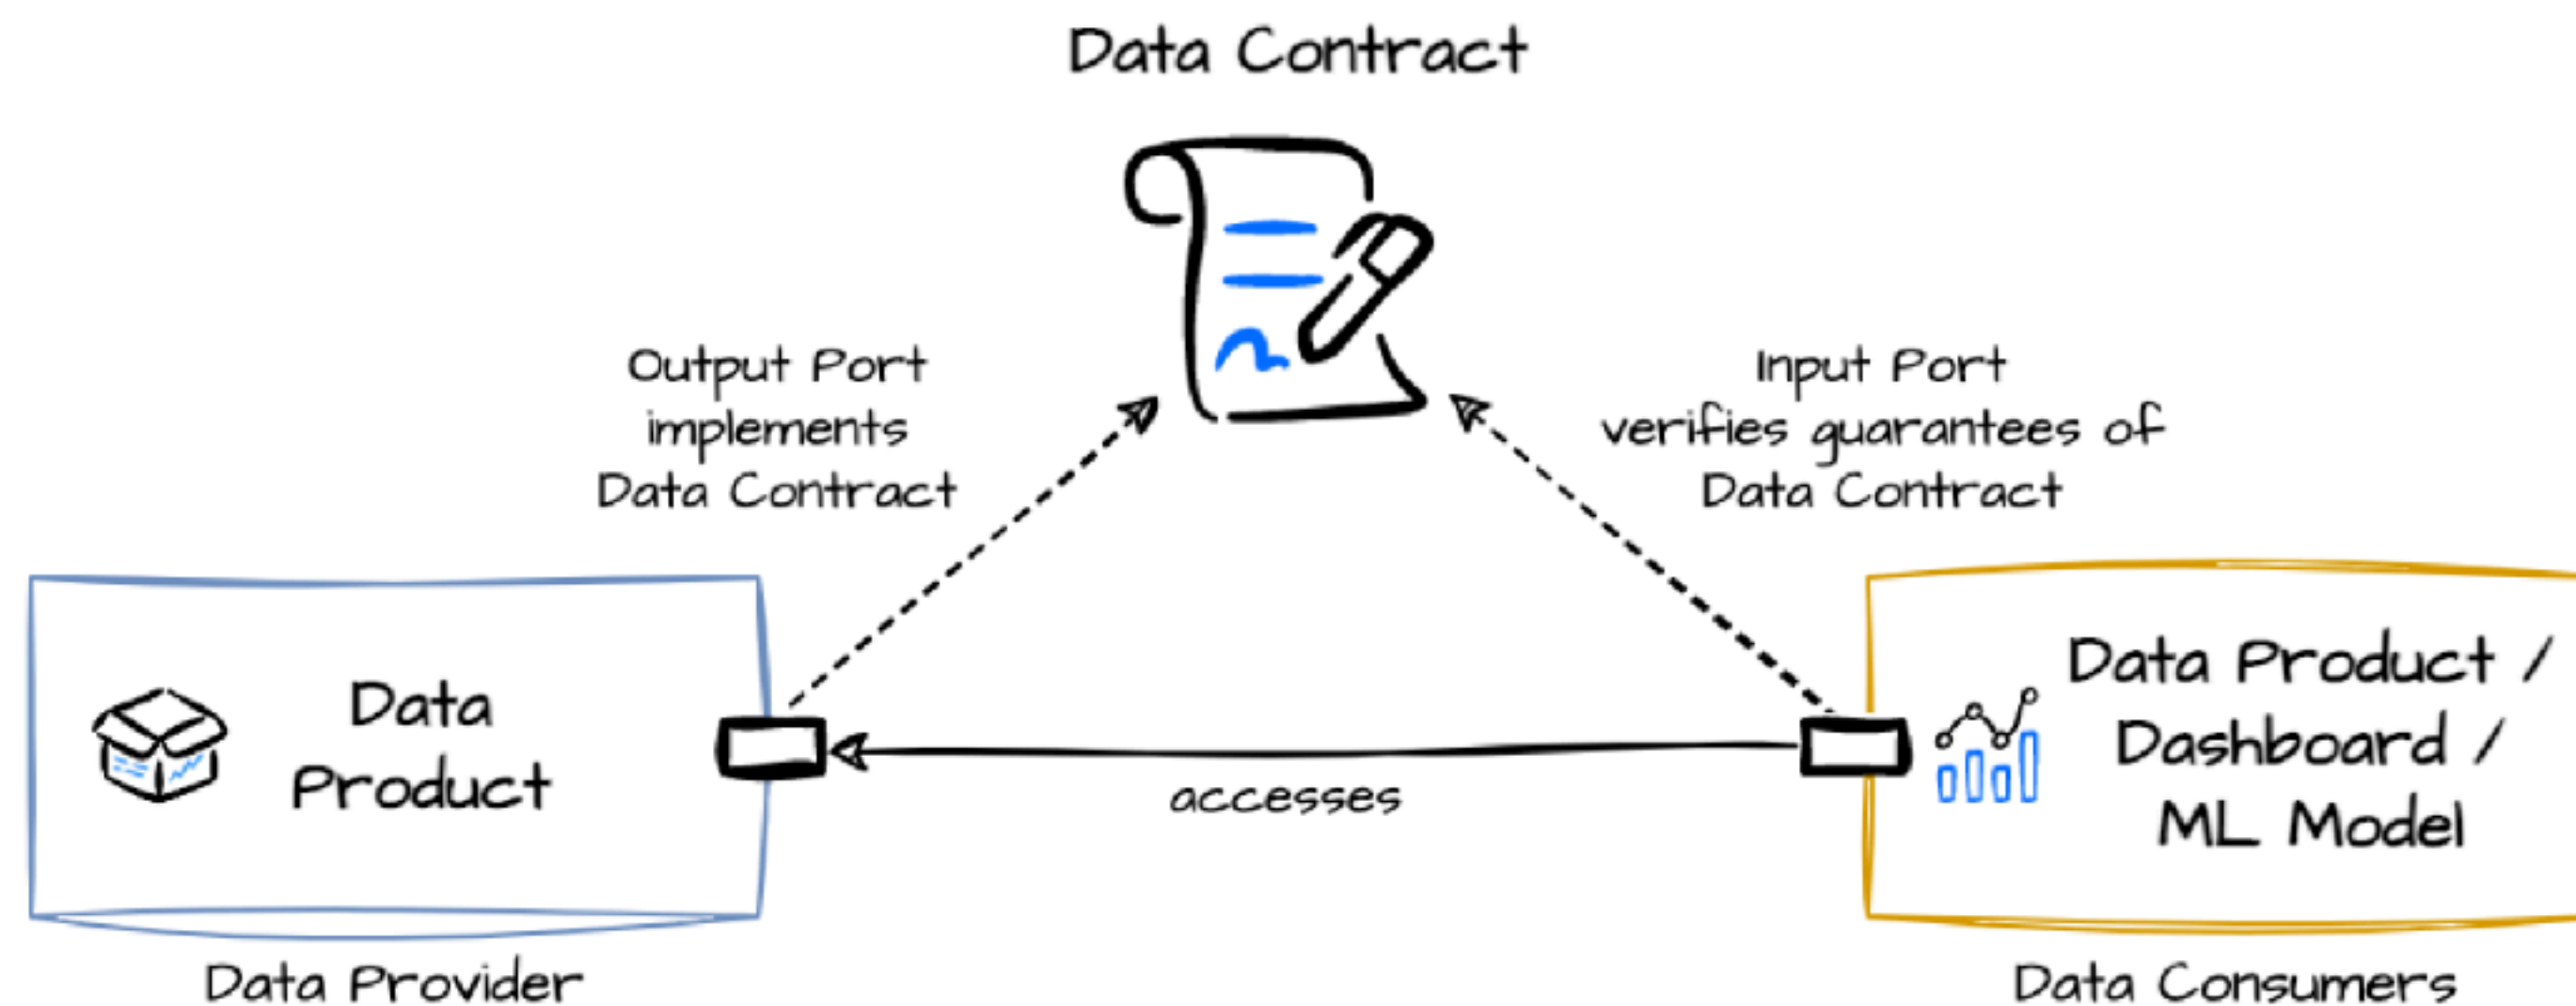 Data Contract
Output Port
implements
Data Contract
Input Port
verifies guarantees of
Data Contract
Data
Product
accesses
Data Product /
Dashboard /
ML Model
Data Provider
Data Consumers